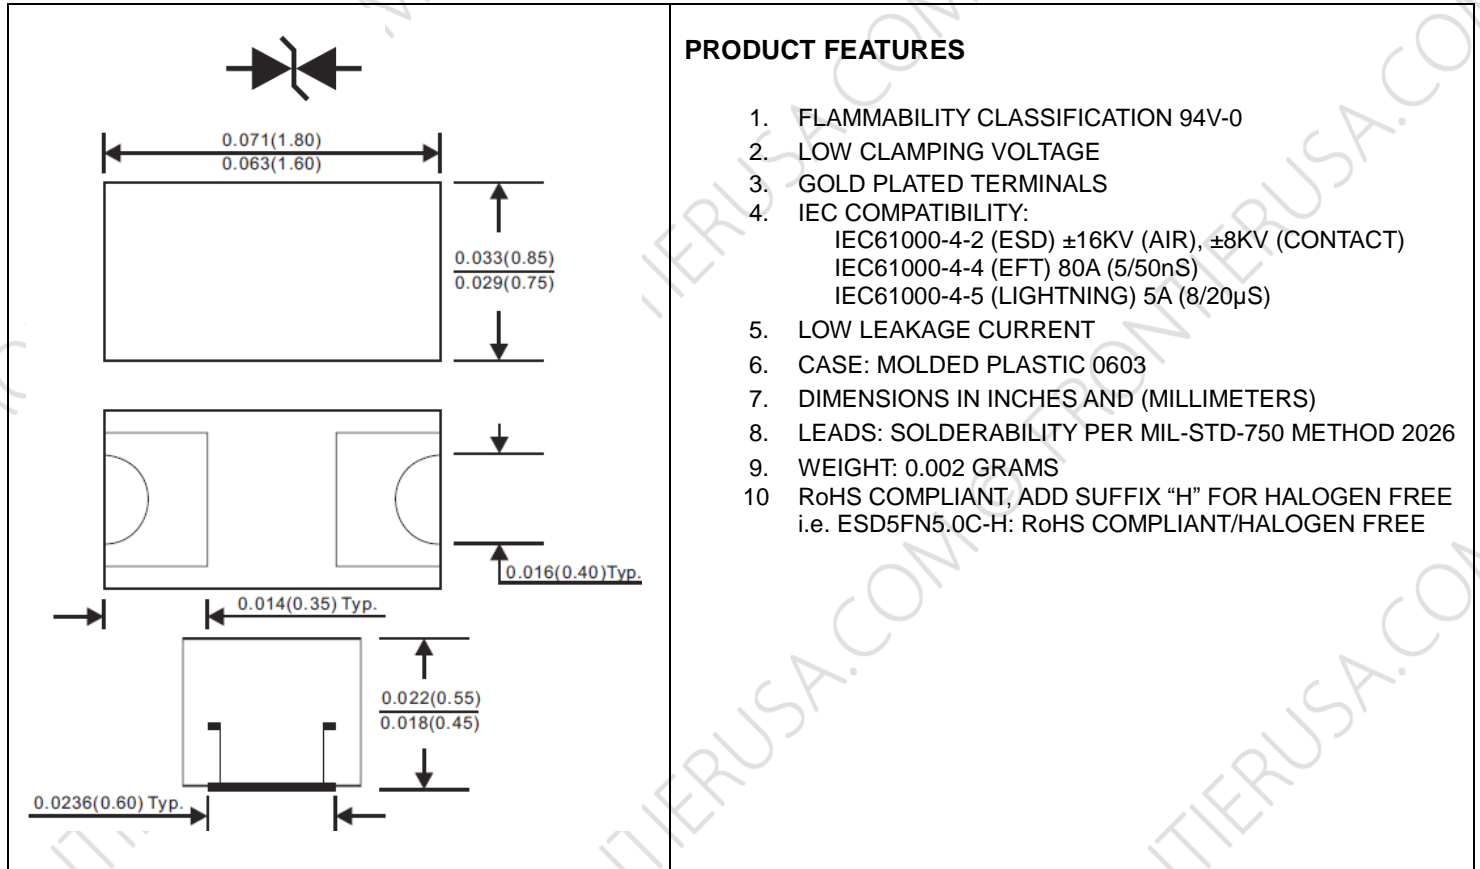 0.071(1.80)
0.063(1.60)
0.033(0.85)
0.029(0.75)
0.016(0.40)Typ.
0.014(0.35) Typ.
0.022(0.55)
0.018(0.45)
0.0236(0.60) Typ.
PRODUCT FEATURES
1. FLAMMABILITY CLASSIFICATION 94V-0
2. LOW CLAMPING VOLTAGE
3. GOLD PLATED TERMINALS
4. IEC COMPATIBILITY:
IEC61000-4-2 (ESD) ±16KV (AIR), ±8KV (CONTACT)
IEC61000-4-4 (EFT) 80A (5/50nS)
IEC61000-4-5 (LIGHTNING) 5A (8/20µS)
5. LOW LEAKAGE CURRENT
6. CASE: MOLDED PLASTIC 0603
7. DIMENSIONS IN INCHES AND (MILLIMETERS)
8. LEADS: SOLDERABILITY PER MIL-STD-750 METHOD 2026
9. WEIGHT: 0.002 GRAMS
10 RoHS COMPLIANT, ADD SUFFIX “H” FOR HALOGEN FREE
i.e. ESD5FN5.0C-H: RoHS COMPLIANT/HALOGEN FREE
TIERUSA.COM © FRONTIERUSA.COM